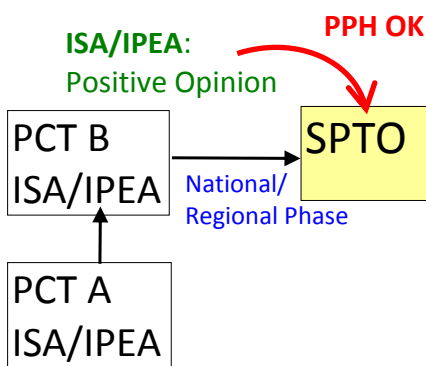 PPH OK
ISA/IPEA:
Positive Opinion
PCT B
ISA/IPEA
SPTO
National/
Regional Phase
PCT A
ISA/IPEA